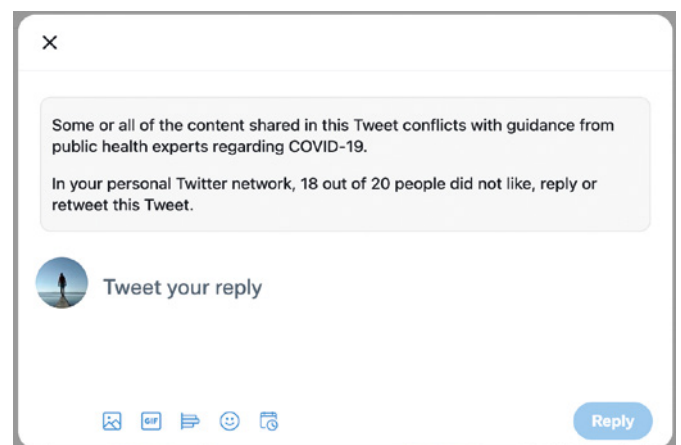 Some or all of the content shared in this Tweet conflicts with guidance from
public health experts regarding COVID-19.
In your personal Twitter network, 18 out of 20 people did not like, reply or
retweet this Tweet.
Tweet your reply
GIF
Reply